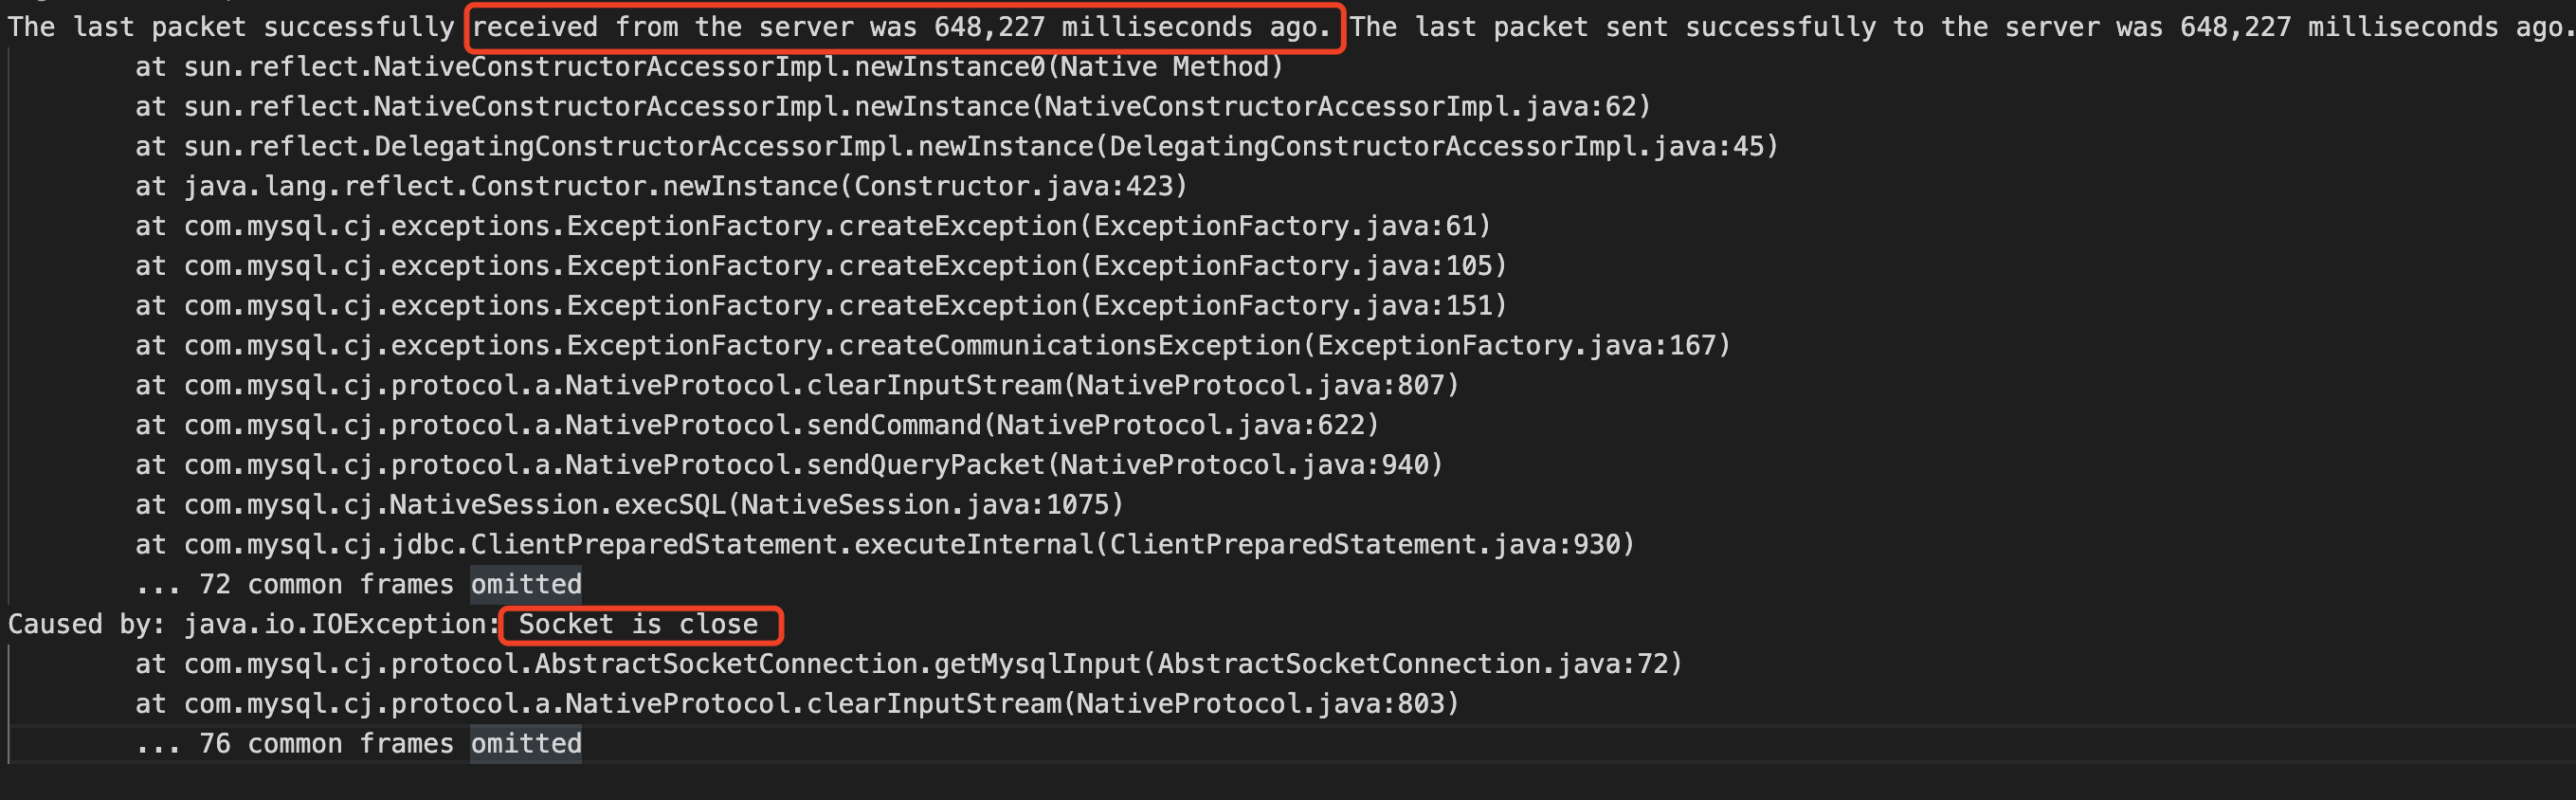 The last packet successfully received from the server was 648,227 milliseconds ago. The last packet sent successfully to the server was 648,227 milliseconds ago.
at sun.reflect.NativeConstructorAccessorImpl.newInstance0(Native Method)
at sun.reflect.NativeConstructorAccessorImpl.newInstance(NativeConstructorAccessorImpl.java:62)
at sun.reflect.DelegatingConstructorAccessorImpl.newInstance(DelegatingConstructorAccessorImpl.java:45)
at java.lang.reflect.Constructor.newInstance(Constructor.java:423)
at com.mysql.cj.exceptions.ExceptionFactory.createException(ExceptionFactory.java:61)
at com.mysql.cj.exceptions.ExceptionFactory.createException(ExceptionFactory.java:105)
at com.mysql.cj.exceptions.ExceptionFactory.createException(ExceptionFactory.java:151)
at com.mysql.cj.exceptions.ExceptionFactory.createCommunicationsException(ExceptionFactory.java:167)
at com.mysql.cj.protocol.a.NativeProtocol.clearInputStream(NativeProtocol.java:807)
at com.mysql.cj.protocol.a.NativeProtocol.sendCommand(NativeProtocol.java:622)
at com.mysql.cj.protocol.a.NativeProtocol.sendQueryPacket(NativeProtocol.java:940)
at com.mysql.cj.NativeSession.execSQL(NativeSession.java:1075)
at com.mysql.cj.jdbc.ClientPreparedStatement.executeInternal(ClientPreparedStatement.java:930)
... 72 common frames omitted
Caused by: java.io.IOException: Socket is close
at com.mysql.cj.protocol.AbstractSocketConnection.getMysqlInput(AbstractSocketConnection.java:72)
at com.mysql.cj.protocol.a.NativeProtocol.clearInputStream(NativeProtocol.java:803)
... 76 common frames omitted